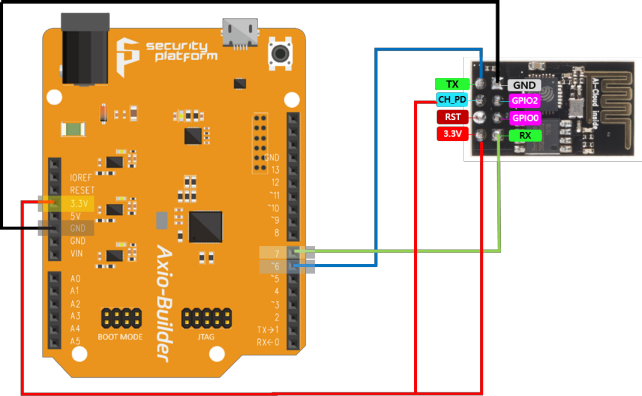 security
platform
TX
GND
CH_PD
GPIO2
RST
GPIO0
3.3V
RX
AI-Cloud inside
IOREF
RESET
3.3V
5V
GND
GND
VIN
A0
A1
A2
A3
A4
A5
GND
13
12
~11
~10
~9
8
7
~6
~5
4
~3
2
TX→1
RX←0
Axio-Builder
BOOT MODE
JTAG